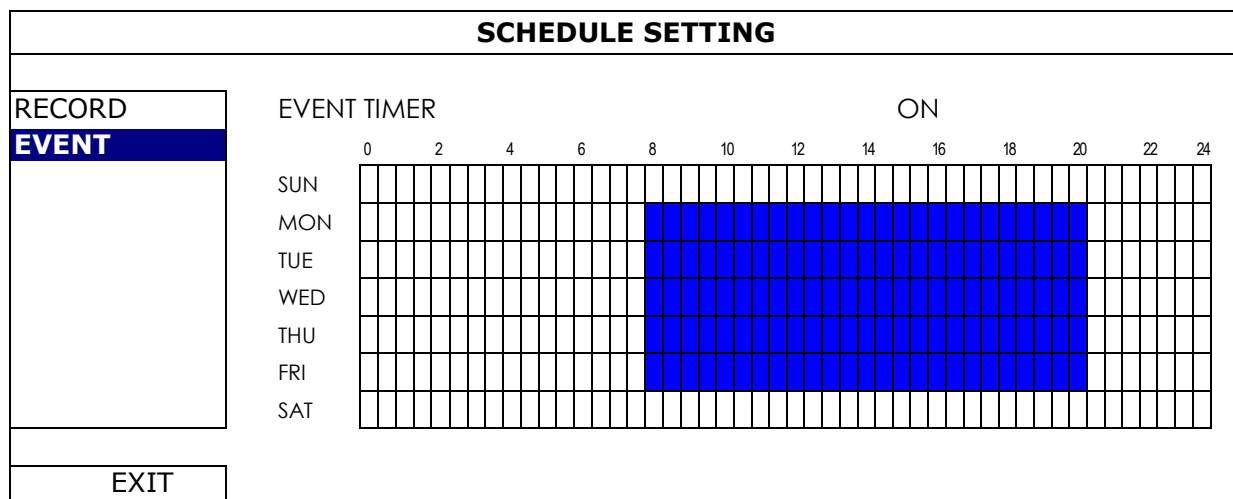 SCHEDULE SETTING
RECORD
EVENT
EVENT TIMER ON
0 2 4 6 8 10 12 14 16 18 20 22 24
SUN
MON
TUE
WED
THU
FRI
SAT
EXIT